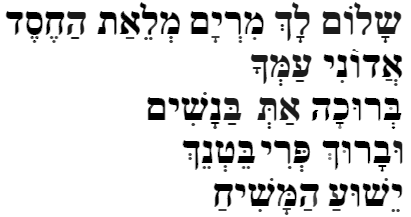 שָׁלוֹם לָךְ מִרְיָם מְלֵאַת הַחֶסֶד
אֲדוֹנִי עַמְּךָ
בְּרוּכָה אַתְּ בַּנָשִׁים
וּבָרוּךְ פְּרִי בֵּטְנֵךְ
יֵשׁוּעַ הַמָּשִׁיחַ